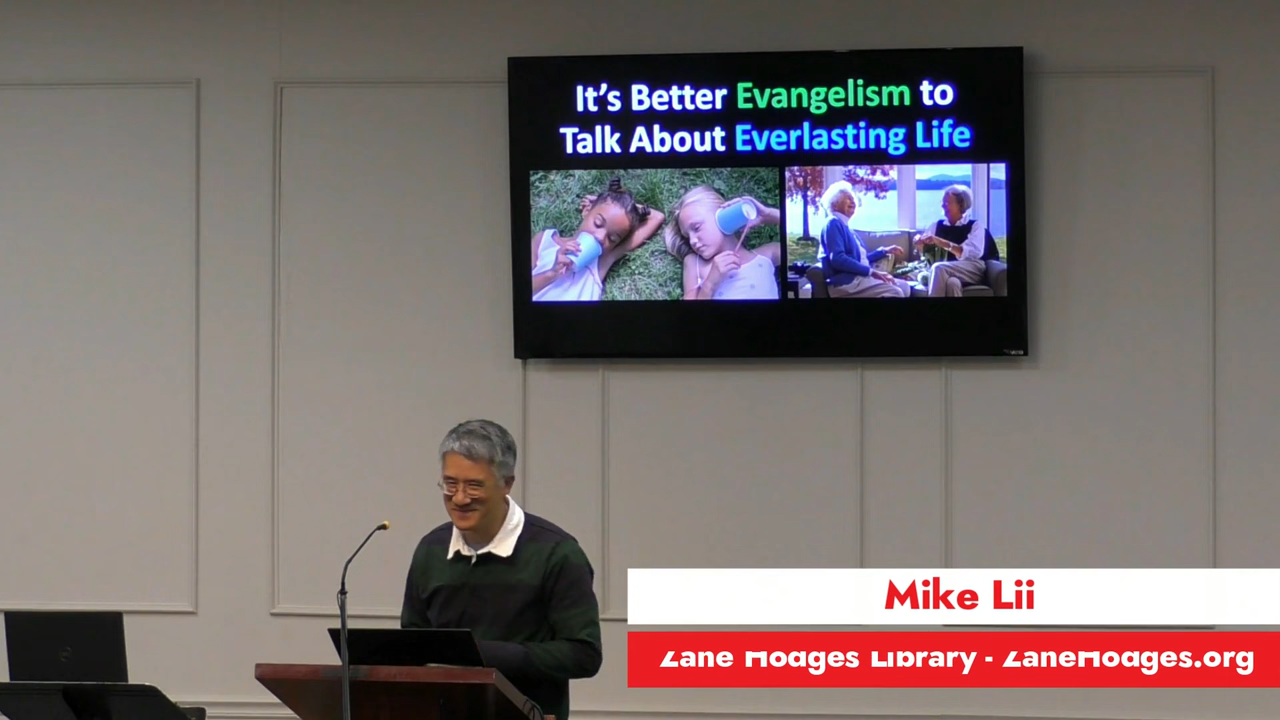 It's Better Evangelism to
Talk About Everlasting Life
Mike Lii
Zane Hodges Library - ZaneHodges.org